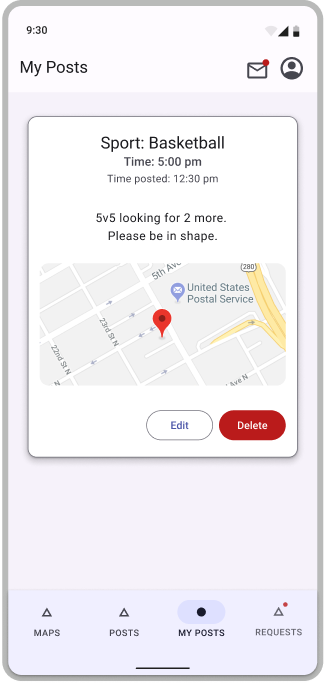 9:30
My Posts
Sport: Basketball
Time: 5:00 pm
Time posted: 12:30 pm
5v5 looking for 2 more.
Please be in shape.
5th Ave
280
United States
Postal Service
23rd St N
22nd St N
Ave N
N
Edit
Delete
MAPS
POSTS
MY POSTS
REQUESTS